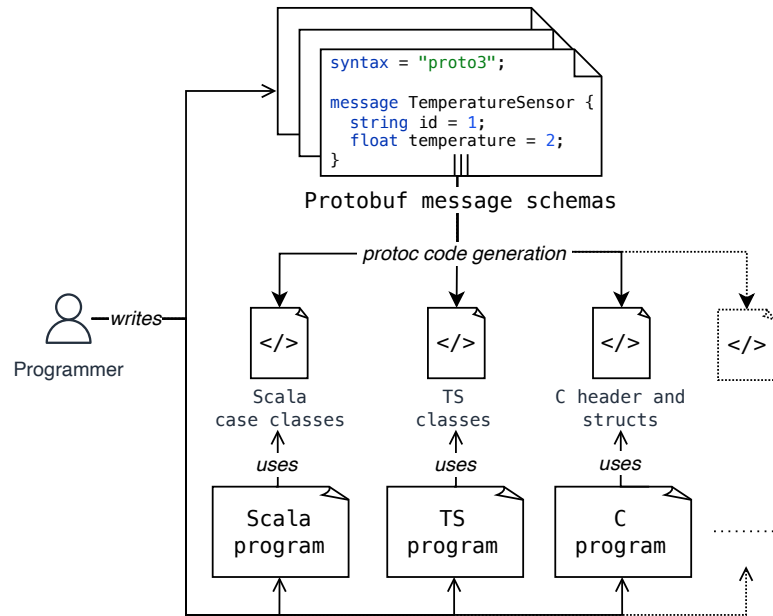 syntax = "proto3";
message TemperatureSensor {
string id = 1;
float temperature = 2;
}
Protobuf message schemas
protoc code generation
writes
Programmer
</>
</>
</>
</>
Scala
case classes
TS
classes
C header and
structs
uses
uses
uses
Scala
program
TS
program
C
program